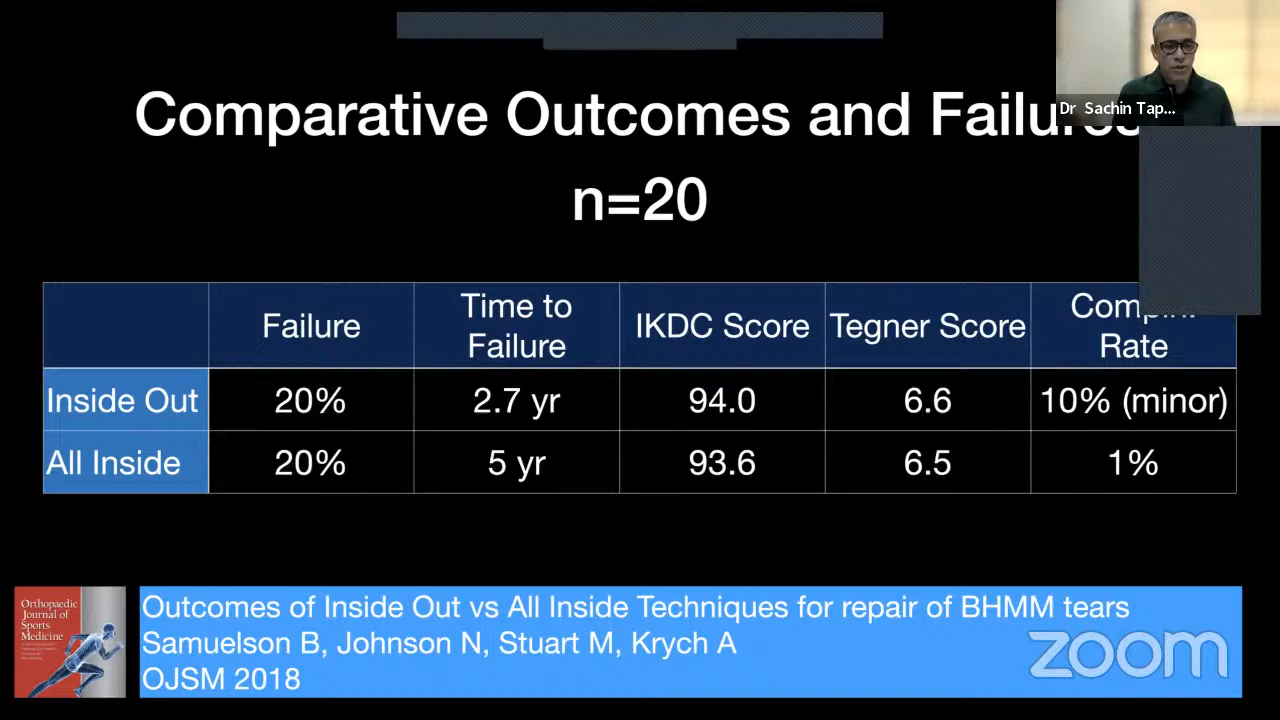 Comparative Outcomes and Failures
n=20
Dr Sachin Tap...
Failure
Time to
Failure
IKDC Score
Tegner Score
Rate
Inside Out
20%
2.7 yr
94.0
6.6
10% (minor)
All Inside
20%
5 yr
93.6
6.5
1%
Orthopaedic
Journal of
Sports
Medicine
Outcomes of Inside Out vs All Inside Techniques for repair of BHMM tears
Samuelson B, Johnson N, Stuart M, Krych A
OJSM 2018
zoom